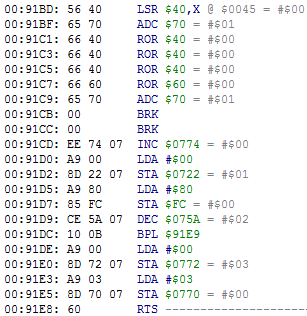 00:91BD: 56 40 LSR $40,X @ $0045 = #$00
00:91BF: 65 70 ADC $70 = #$01
00:91C1: 66 40 ROR $40 = #$00
00:91C3: 66 40 ROR $40 = #$00
00:91C5: 66 40 ROR $40 = #$00
00:91C7: 66 60 ROR $60 = #$00
00:91C9: 65 70 ADC $70 = #$01
00:91CB: 00 BRK
00:91CC: 00 BRK
00:91CD: EE 74 07 INC $0774 = #$00
00:91D0: A9 00 LDA #$00
00:91D2: 8D 22 07 STA $0722 = #$01
00:91D5: A9 80 LDA #$80
00:91D7: 85 FC STA $FC = #$00
00:91D9: CE 5A 07 DEC $075A = #$02
00:91DC: 10 0B BPL $91E9
00:91DE: A9 00 LDA #$00
00:91E0: 8D 72 07 STA $0772 = #$03
00:91E3: A9 03 LDA #$03
00:91E5: 8D 70 07 STA $0770 = #$00
00:91E8: 60 RTS --------------------